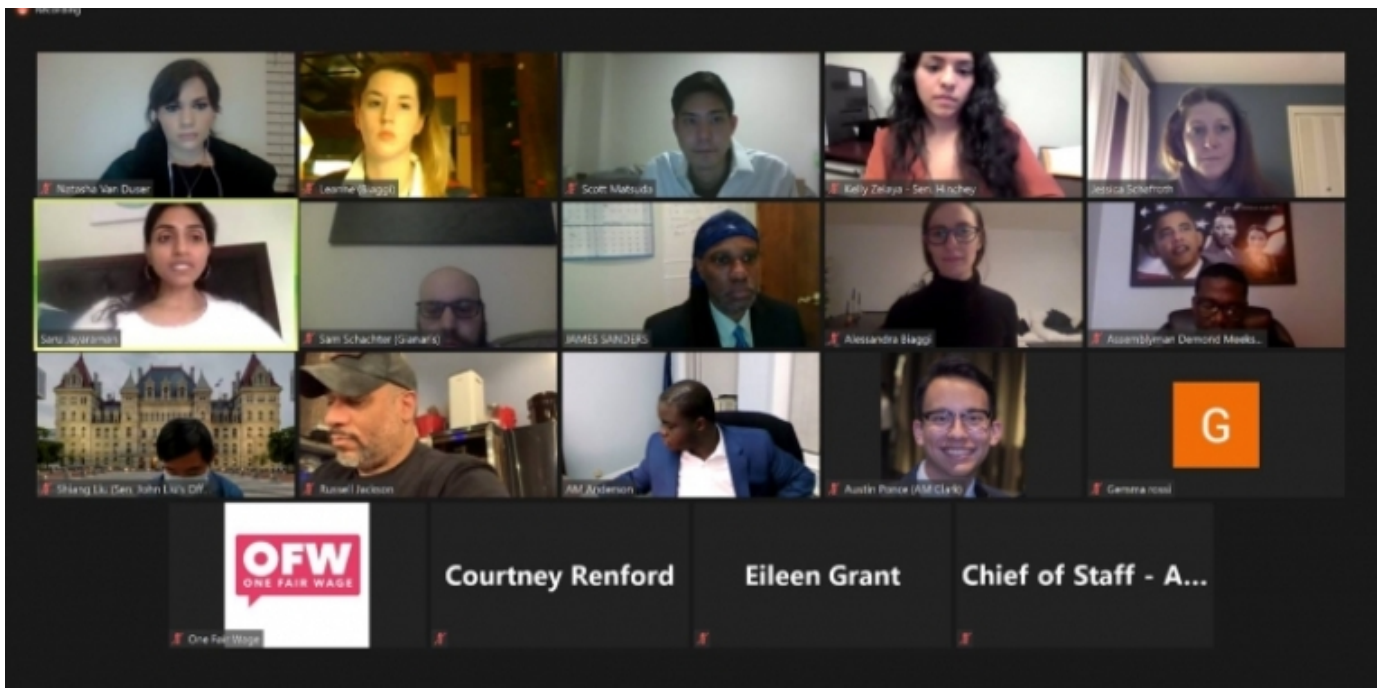 Recording
Natasha Van Duser
Leanne (Biaggi)
Scott Matsuda
Kelly Zelaya - Sen. Hinchey
Jessica Schafroth
Saru Jayaraman
Sam Schachter (Gianaris)
JAMES SANDERS
Alessandra Biaggi
Assemblyman Demond Meeks...
Shiang Liu (Sen. John Liu's Off...
Russell Jackson
AM Anderson
Austin Ponce (AM Clark)
G
Gemma rossi
OFW
ONE FAIR WAGE
One Fair Wage
Courtney Renford
Eileen Grant
Chief of Staff - A...